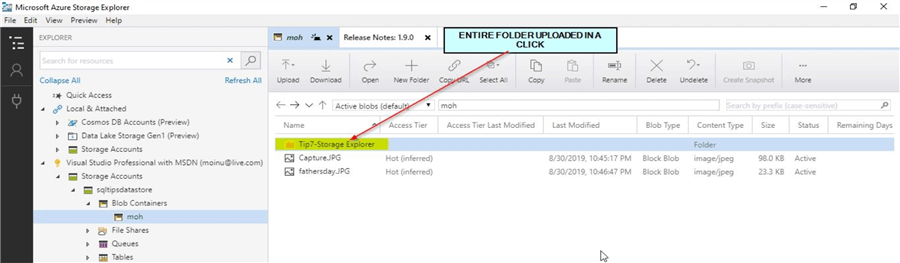 Microsoft Azure Storage Explorer
File Edit View Preview Help
EXPLORER
Search for resources
Collapse All Refresh All
Quick Access
Local & Attached
Cosmos DB Accounts (Preview)
Data Lake Storage Gen1 (Preview)
Storage Accounts
Visual Studio Professional with MSDN (moinu@live.com)
Storage Accounts
sqltipsdatastore
Blob Containers
moh
File Shares
Queues
Tables
moh Release Notes: 1.9.0
ENTIRE FOLDER UPLOADED IN A
CLICK
Upload Download Open New Folder Copy URL Select All Copy Paste Rename Delete Undelete Create Snapshot More
Active blobs (default) moh Search by prefix (case-sensitive)
Name Access Tier Access Tier Last Modified Last Modified Blob Type Content Type Size Status Remaining Days
Tip7-Storage Explorer Folder
Capture.JPG Hot (inferred) 8/30/2019, 10:45:17 PM Block Blob image/jpeg 98.0 KB Active
fathersday.JPG Hot (inferred) 8/30/2019, 10:46:47 PM Block Blob image/jpeg 23.3 KB Active